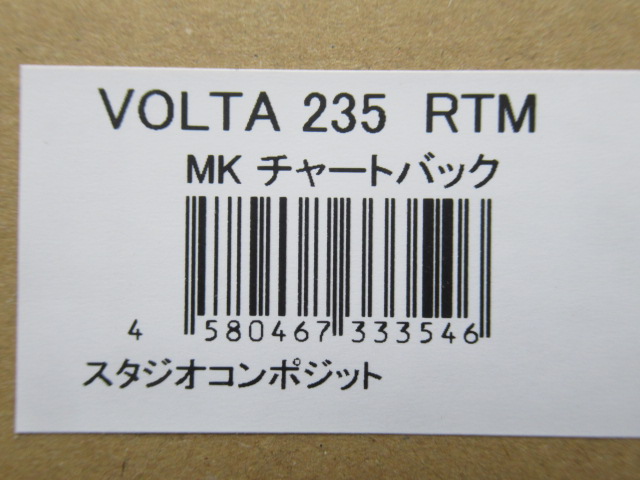 VOLTA 235 RTM
MK チャートバック
4 580467 333546
スタジオコンポジット